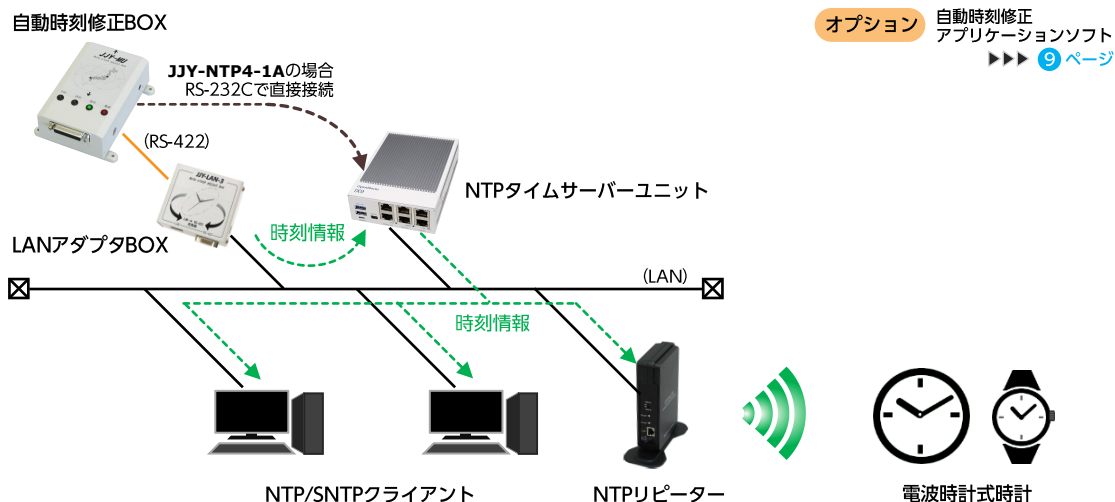 自動時刻修正BOX
オプション
自動時刻修正
アプリケーションソフト
▶▶▶ 9 ページ
JJY-MU
JJY-NTP4-1Aの場合
RS-232Cで直接接続
(RS-422)
JJY-LAN-3
NTPタイムサーバーユニット
LANアダプタBOX
時刻情報
(LAN)
時刻情報
NTP/SNTPクライアント
NTPリピーター
電波時計式時計